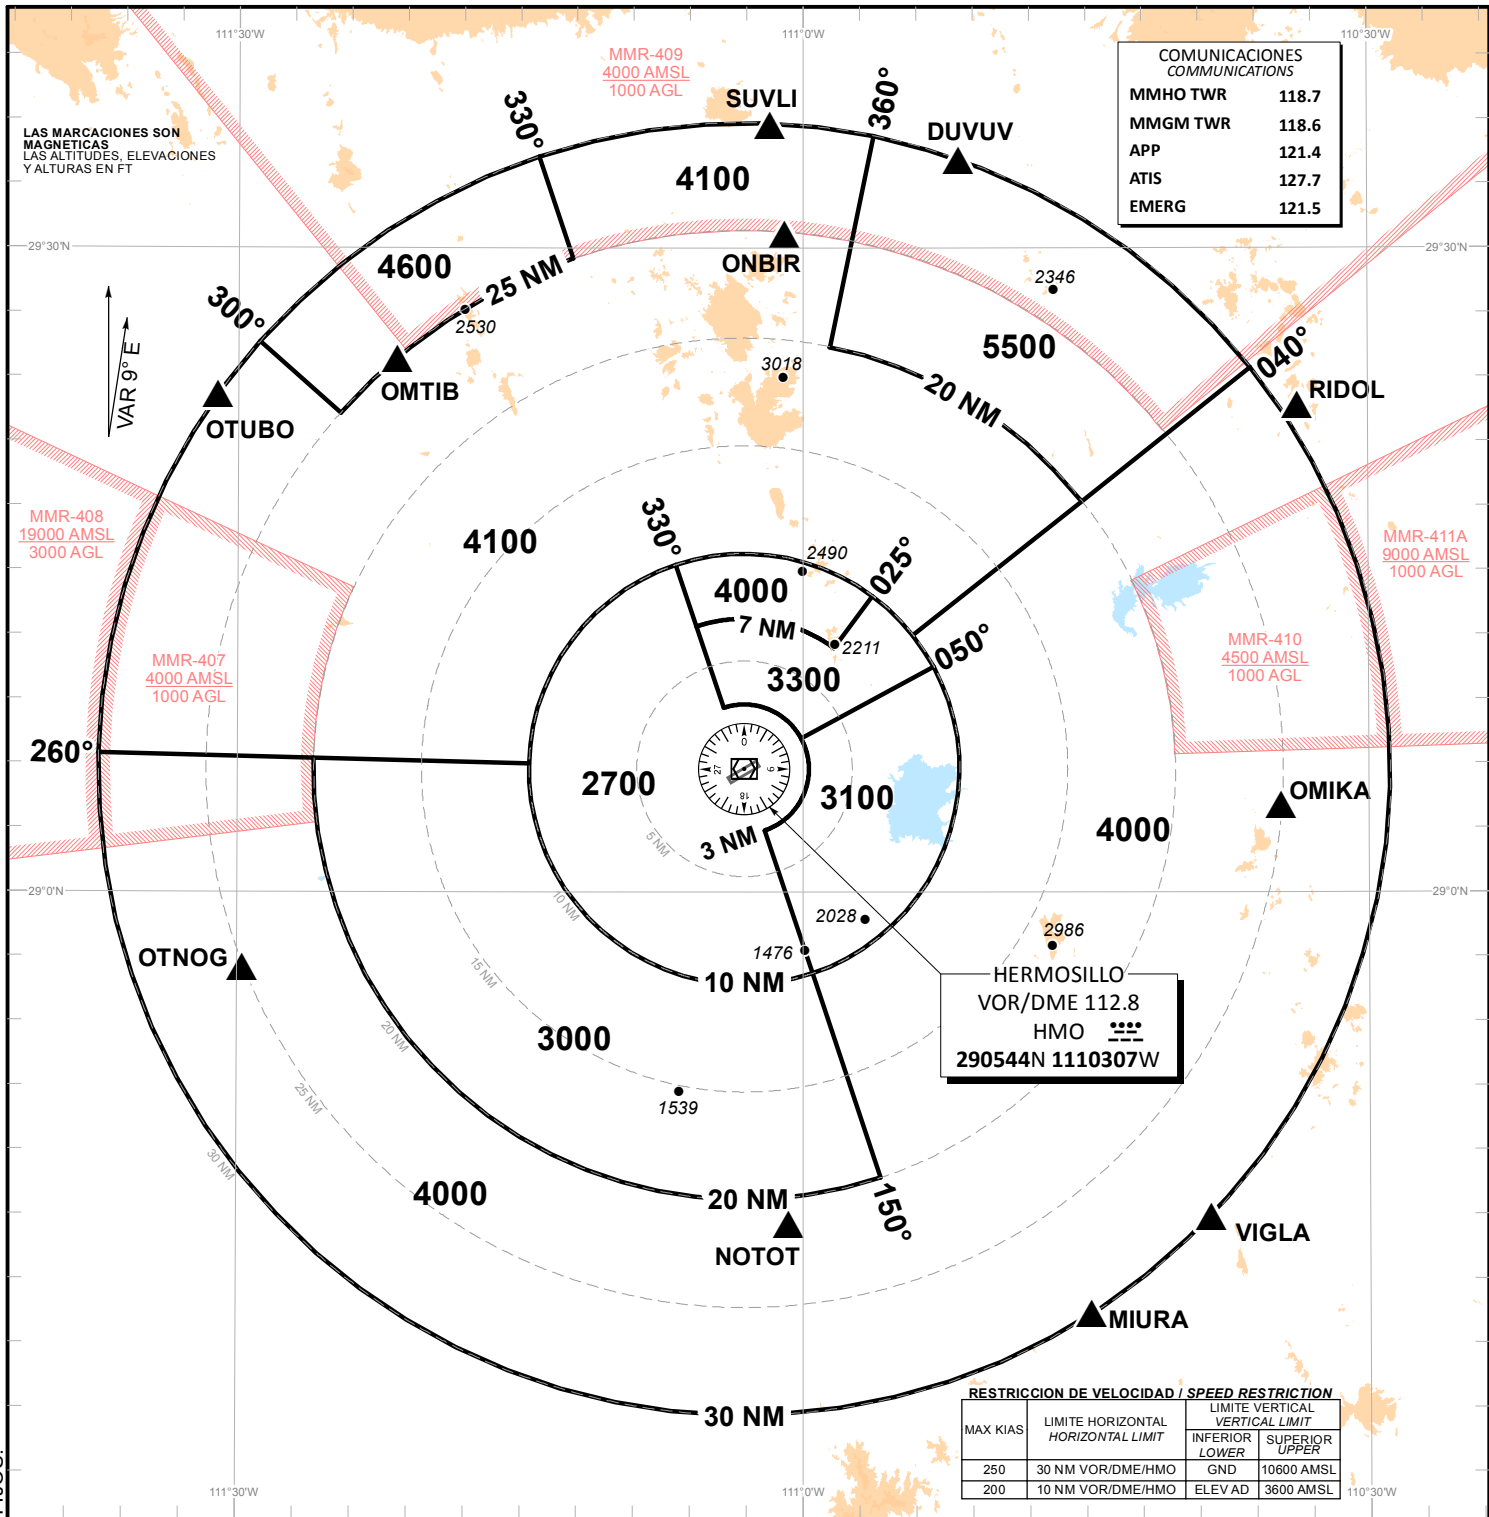 111°30'W
111°0'W
110°30'W
MMR-409
4000 AMSL
1000 AGL
COMUNICACIONES
COMMUNICATIONS
MMHO TWR 118.7
MMGM TWR 118.6
APP 121.4
ATIS 127.7
EMERG 121.5
LAS MARCACIONES SON
MAGNETICAS
LAS ALTITUDES, ELEVACIONES
Y ALTURAS EN FT
330°
SUVLI
360°
DUVUV
4100
29°30'N
29°30'N
ONBIR
4600
25 NM
2346
300°
2530
5500
VAR 9° E
040°
OMTIB
3018
20 NM
RIDOL
OTUBO
MMR-408
19000 AMSL
3000 AGL
MMR-411A
9000 AMSL
1000 AGL
4100
330°
2490
025°
4000
7 NM
2211
050°
MMR-407
4000 AMSL
1000 AGL
MMR-410
4500 AMSL
1000 AGL
3300
260°
0
27
9
18
2700
3100
OMIKA
4000
3 NM
5 NM
29°0'N
29°0'N
10 NM
2028
2986
1476
OTNOG
15 NM
10 NM
HERMOSILLO
VOR/DME 112.8
HMO
290544N 1110307W
3000
20 NM
25 NM
1539
30 NM
4000
20 NM
150°
NOTOT
VIGLA
MIURA
30 NM
RESTRICCION DE VELOCIDAD / SPEED RESTRICTION
MAX KIAS
LIMITE HORIZONTAL
HORIZONTAL LIMIT
LIMITE VERTICAL
VERTICAL LIMIT
INFERIOR
LOWER
SUPERIOR
UPPER
250 30 NM VOR/DME/HMO GND 10600 AMSL
200 10 NM VOR/DME/HMO ELEV AD 3600 AMSL
111°30'W
111°0'W
110°30'W